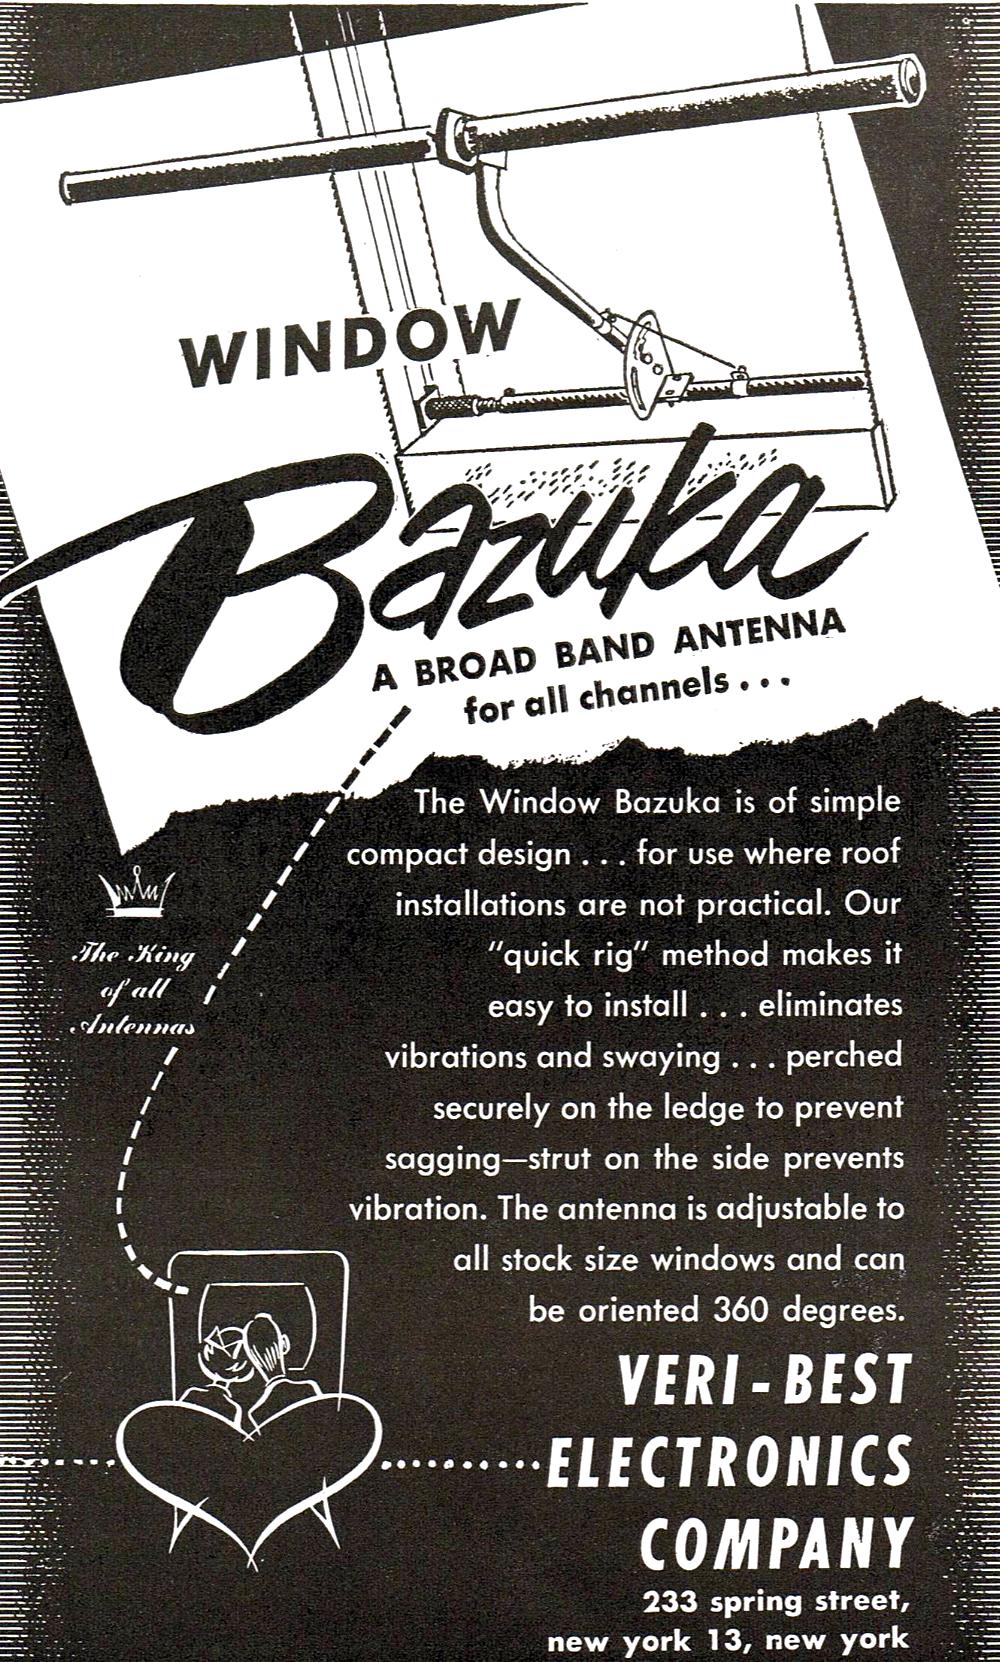 WINDOW
Bazuka
A BROAD BAND ANTENNA
for all channels . . .
The Window Bazuka is of simple
compact design . . . for use where roof
installations are not practical. Our
"quick rig" method makes it
easy to install . . . eliminates
vibrations and swaying . . . perched
securely on the ledge to prevent
sagging—strut on the side prevents
vibration. The antenna is adjustable to
all stock size windows and can
be oriented 360 degrees.
The King
of all
Antennas
VERI-BEST
ELECTRONICS
COMPANY
233 spring street,
new york 13, new york